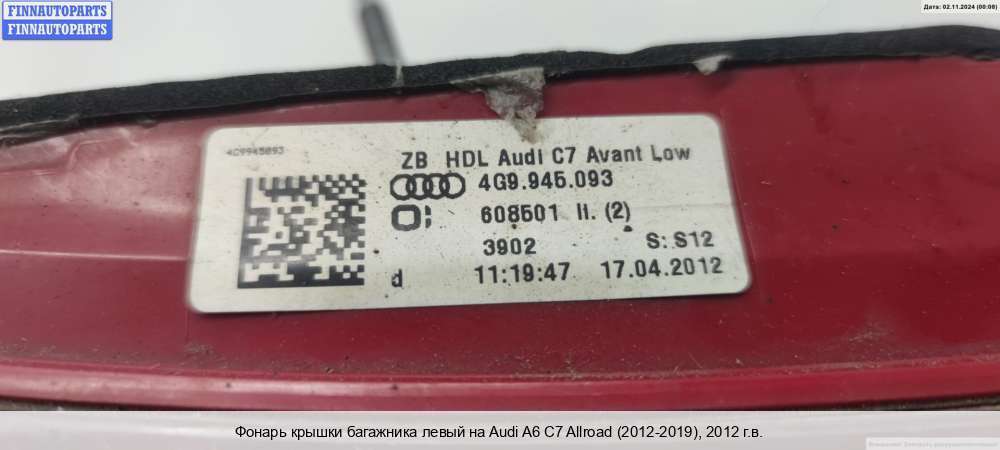 FINNAUTOPARTS
FINNAUTOPARTS
Дата: 02.11.2024 (00:00)
4G9945093
ZB HDL Audi C7 Avant Low
4G9.945.093
608501 li. (2)
3902 S: S12
d 11:19:47 17.04.2012
Фонарь крышки багажника левый на Audi A6 C7 Allroad (2012-2019), 2012 г.в.